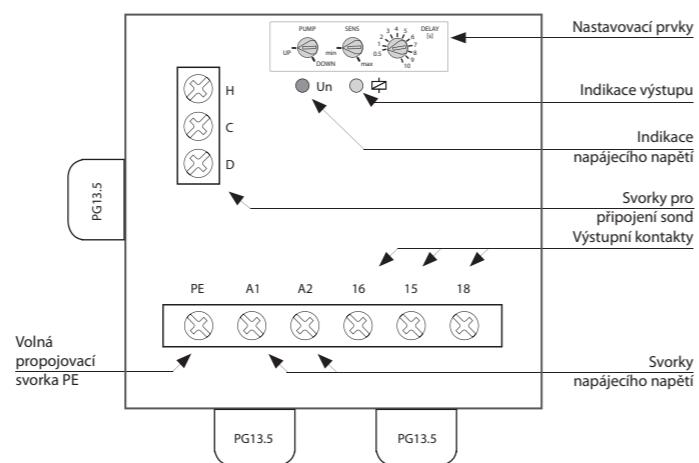 PUMP
UP
DOWN
SENS
min
max
DELAY
[s]
0.5
1
2
3
4
5
6
7
8
9
10
Nastavovací prvky
Un
Indikace výstupu
Indikace
napájecího napětí
H
C
D
PG13.5
Svorky pro
připojení sond
Výstupní kontakty
PE
A1
A2
16
15
18
Volná
propojovací
svorka PE
Svorky
napájecího napětí
PG13.5
PG13.5